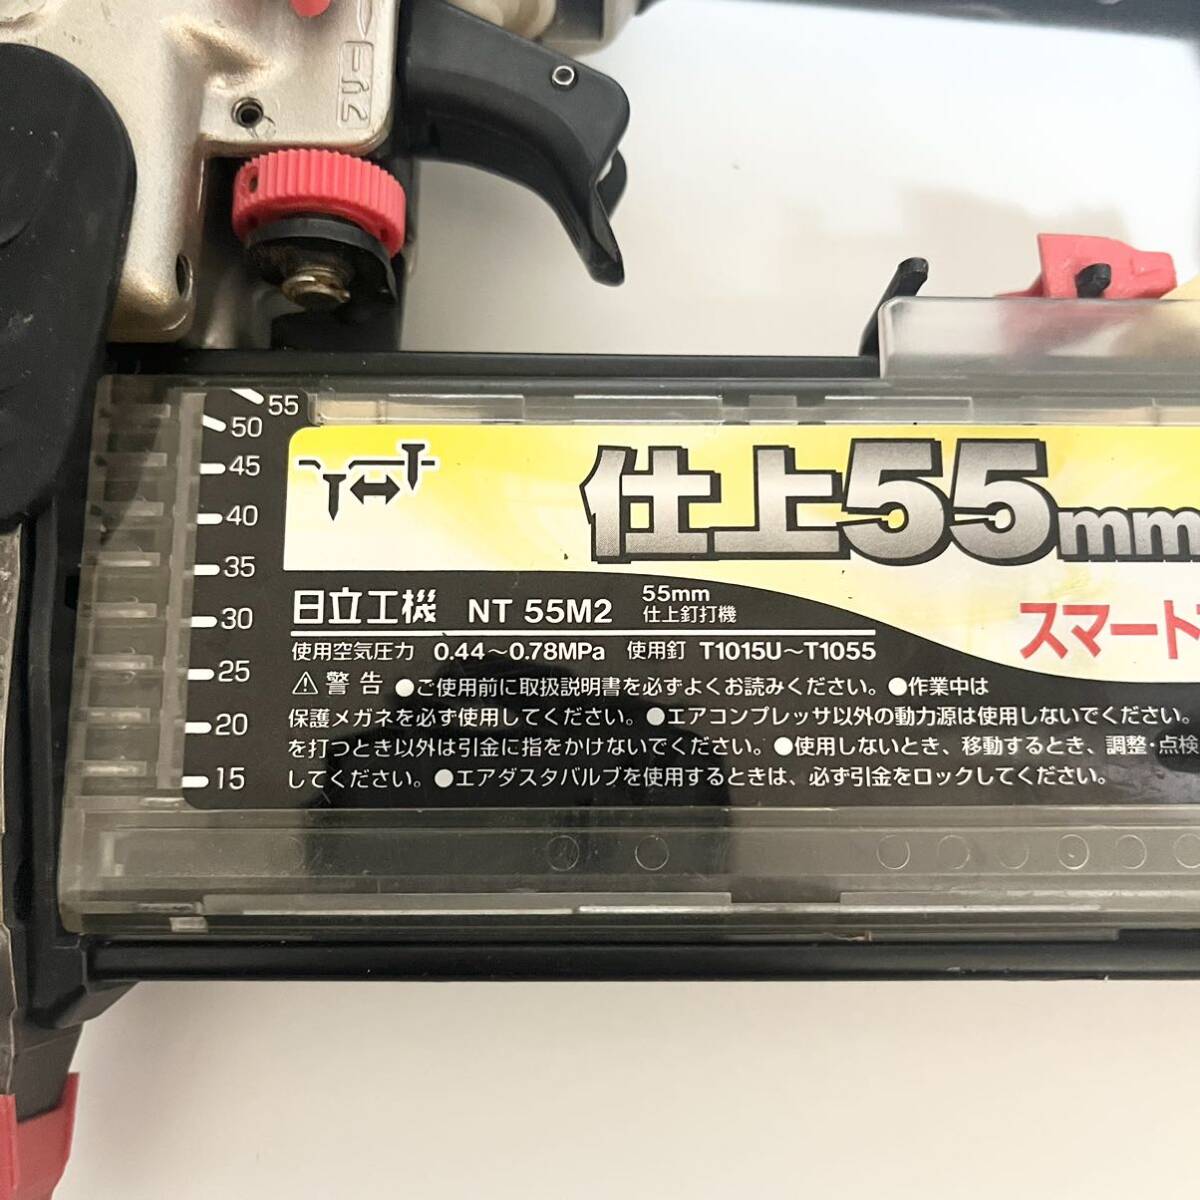 55
50
45
40
35
30
25
20
15
仕上55mm
スマート
日立工機 NT 55M2 55mm
仕上釘打機
使用空気圧力 0.44～0.78MPa 使用釘 T1015U～T1055
⚠警告 ●ご使用前に取扱説明書を必ずよくお読みください。●作業中は
保護メガネを必ず使用してください。●エアコンプレッサ以外の動力源は使用しないでください。
を打つとき以外は引金に指をかけないでください。●使用しないとき、移動するとき、調整・点検
してください。●エアダスタバルブを使用するときは、必ず引金をロックしてください。